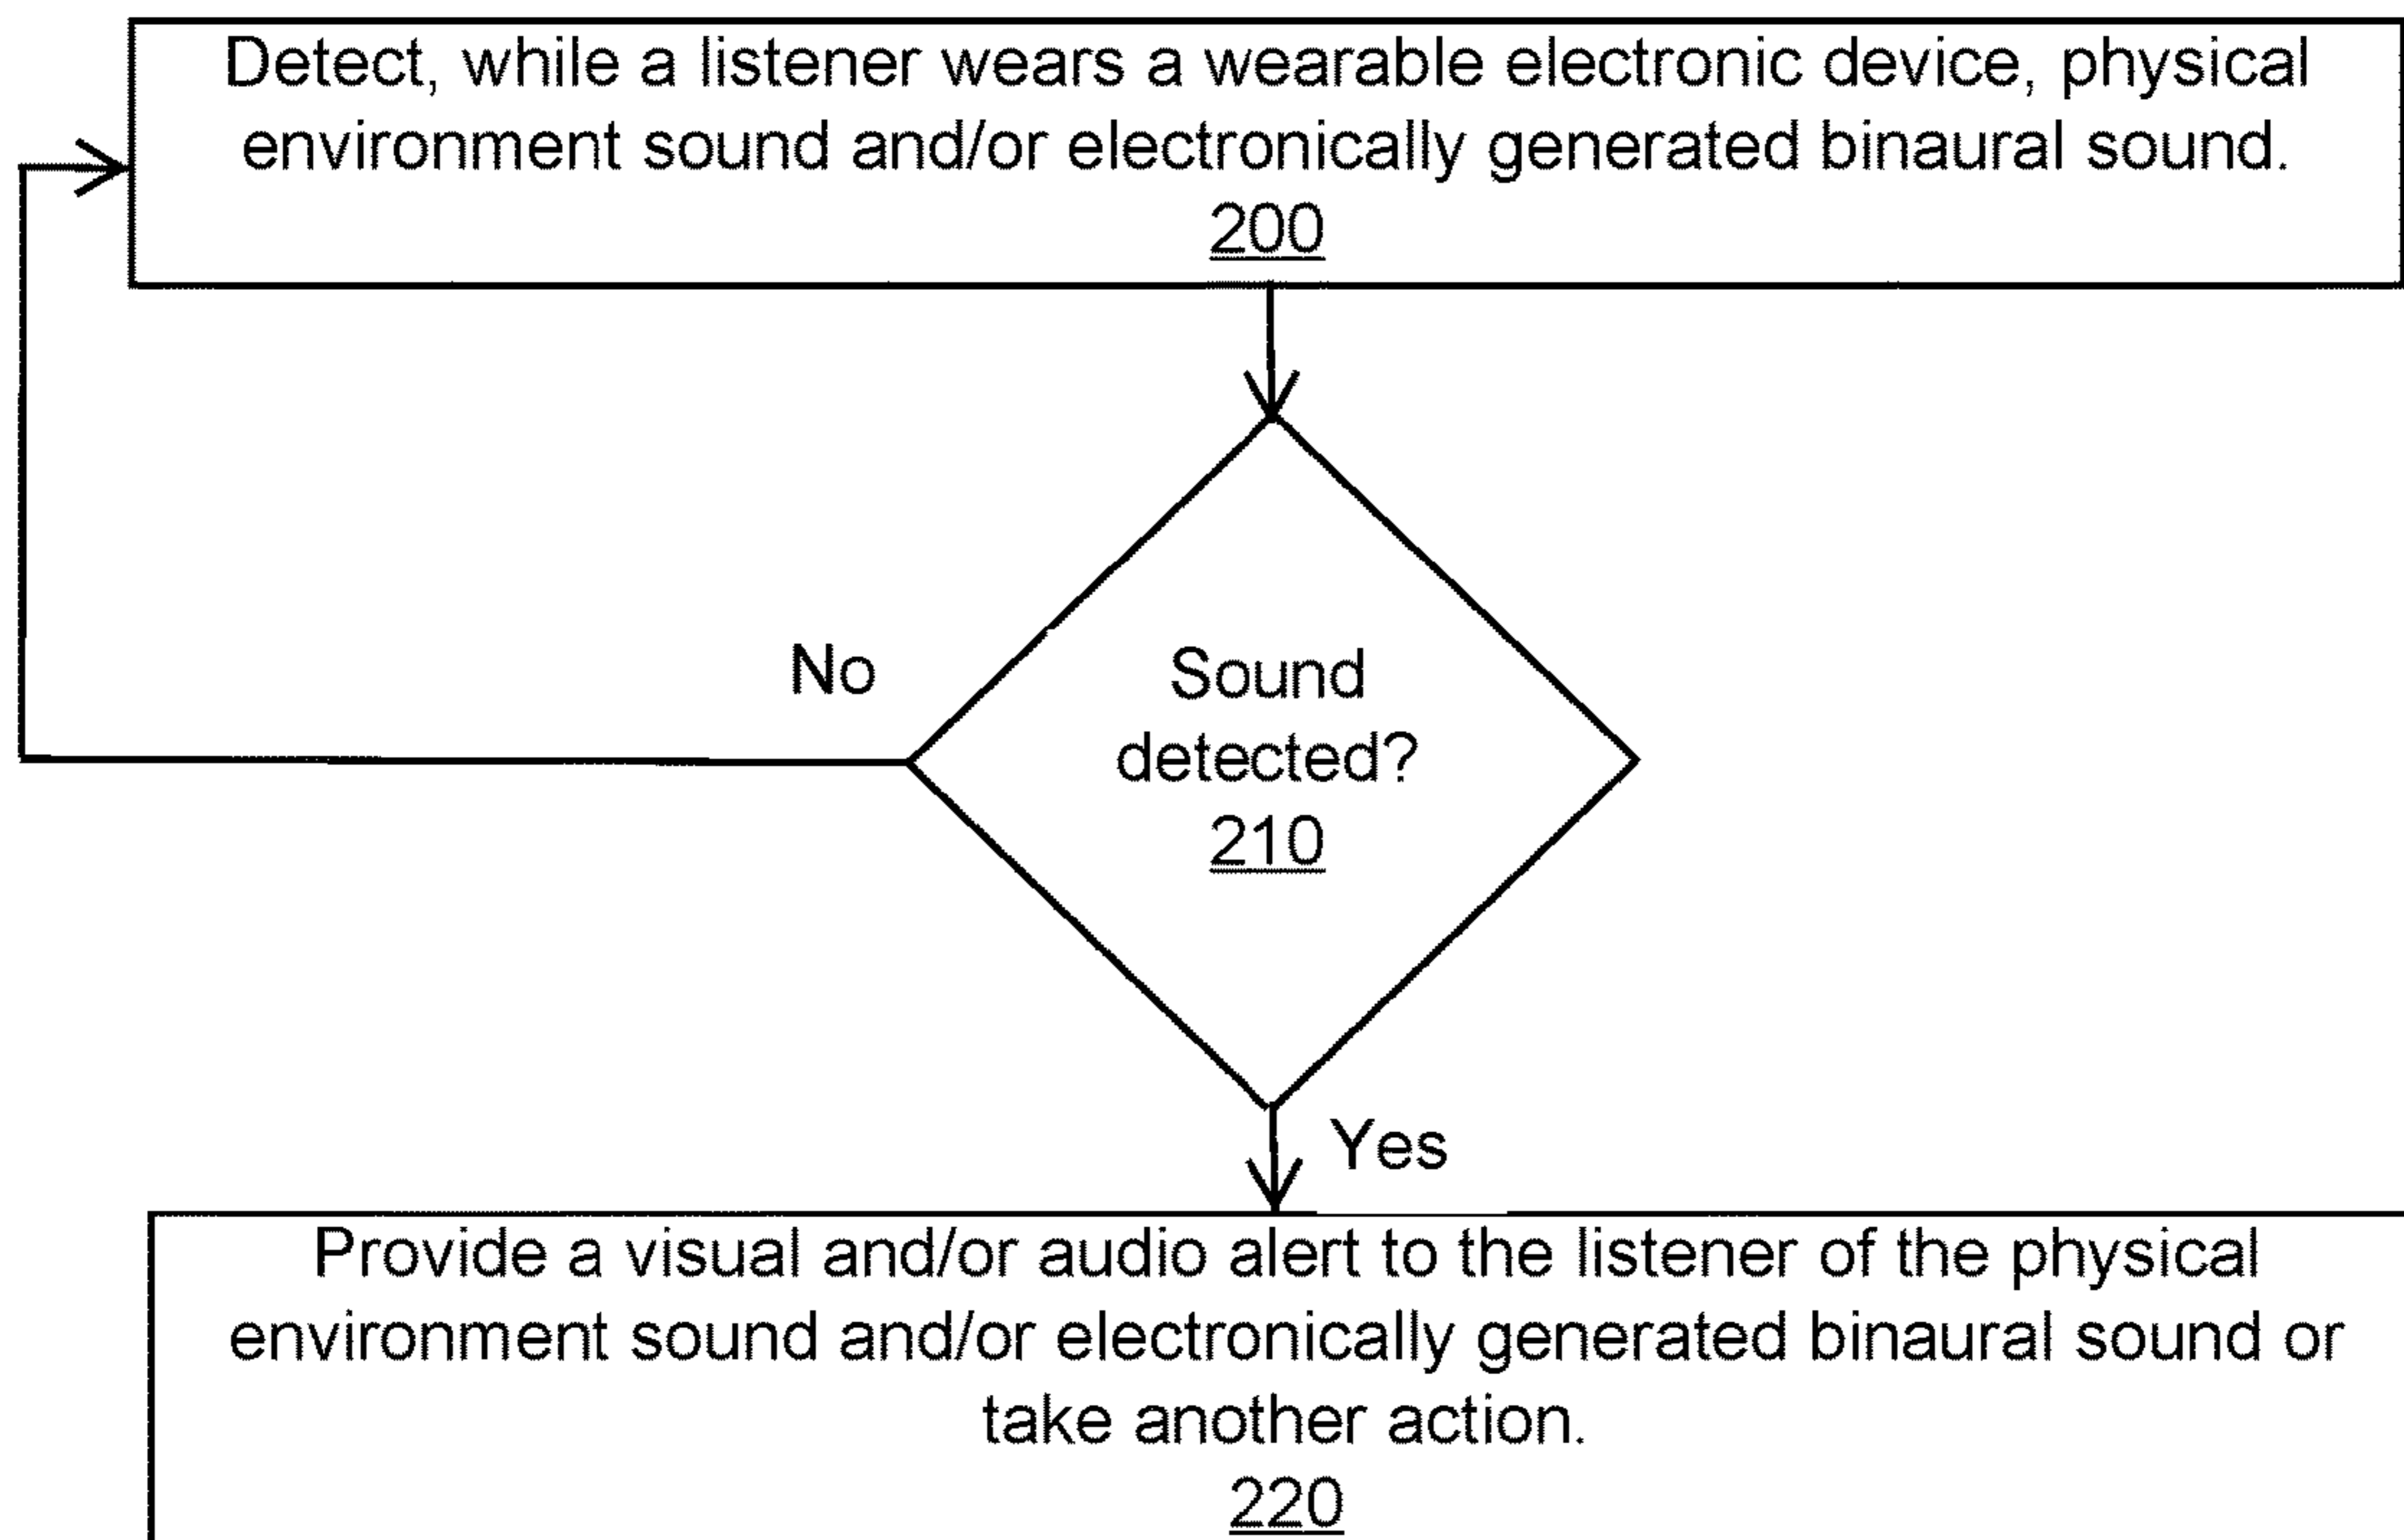 Detect, while a listener wears a wearable electronic device, physical
environment sound and/or electronically generated binaural sound.
200
No
Sound
detected?
210
Yes
Provide a visual and/or audio alert to the listener of the physical
environment sound and/or electronically generated binaural sound or
take another action.
220